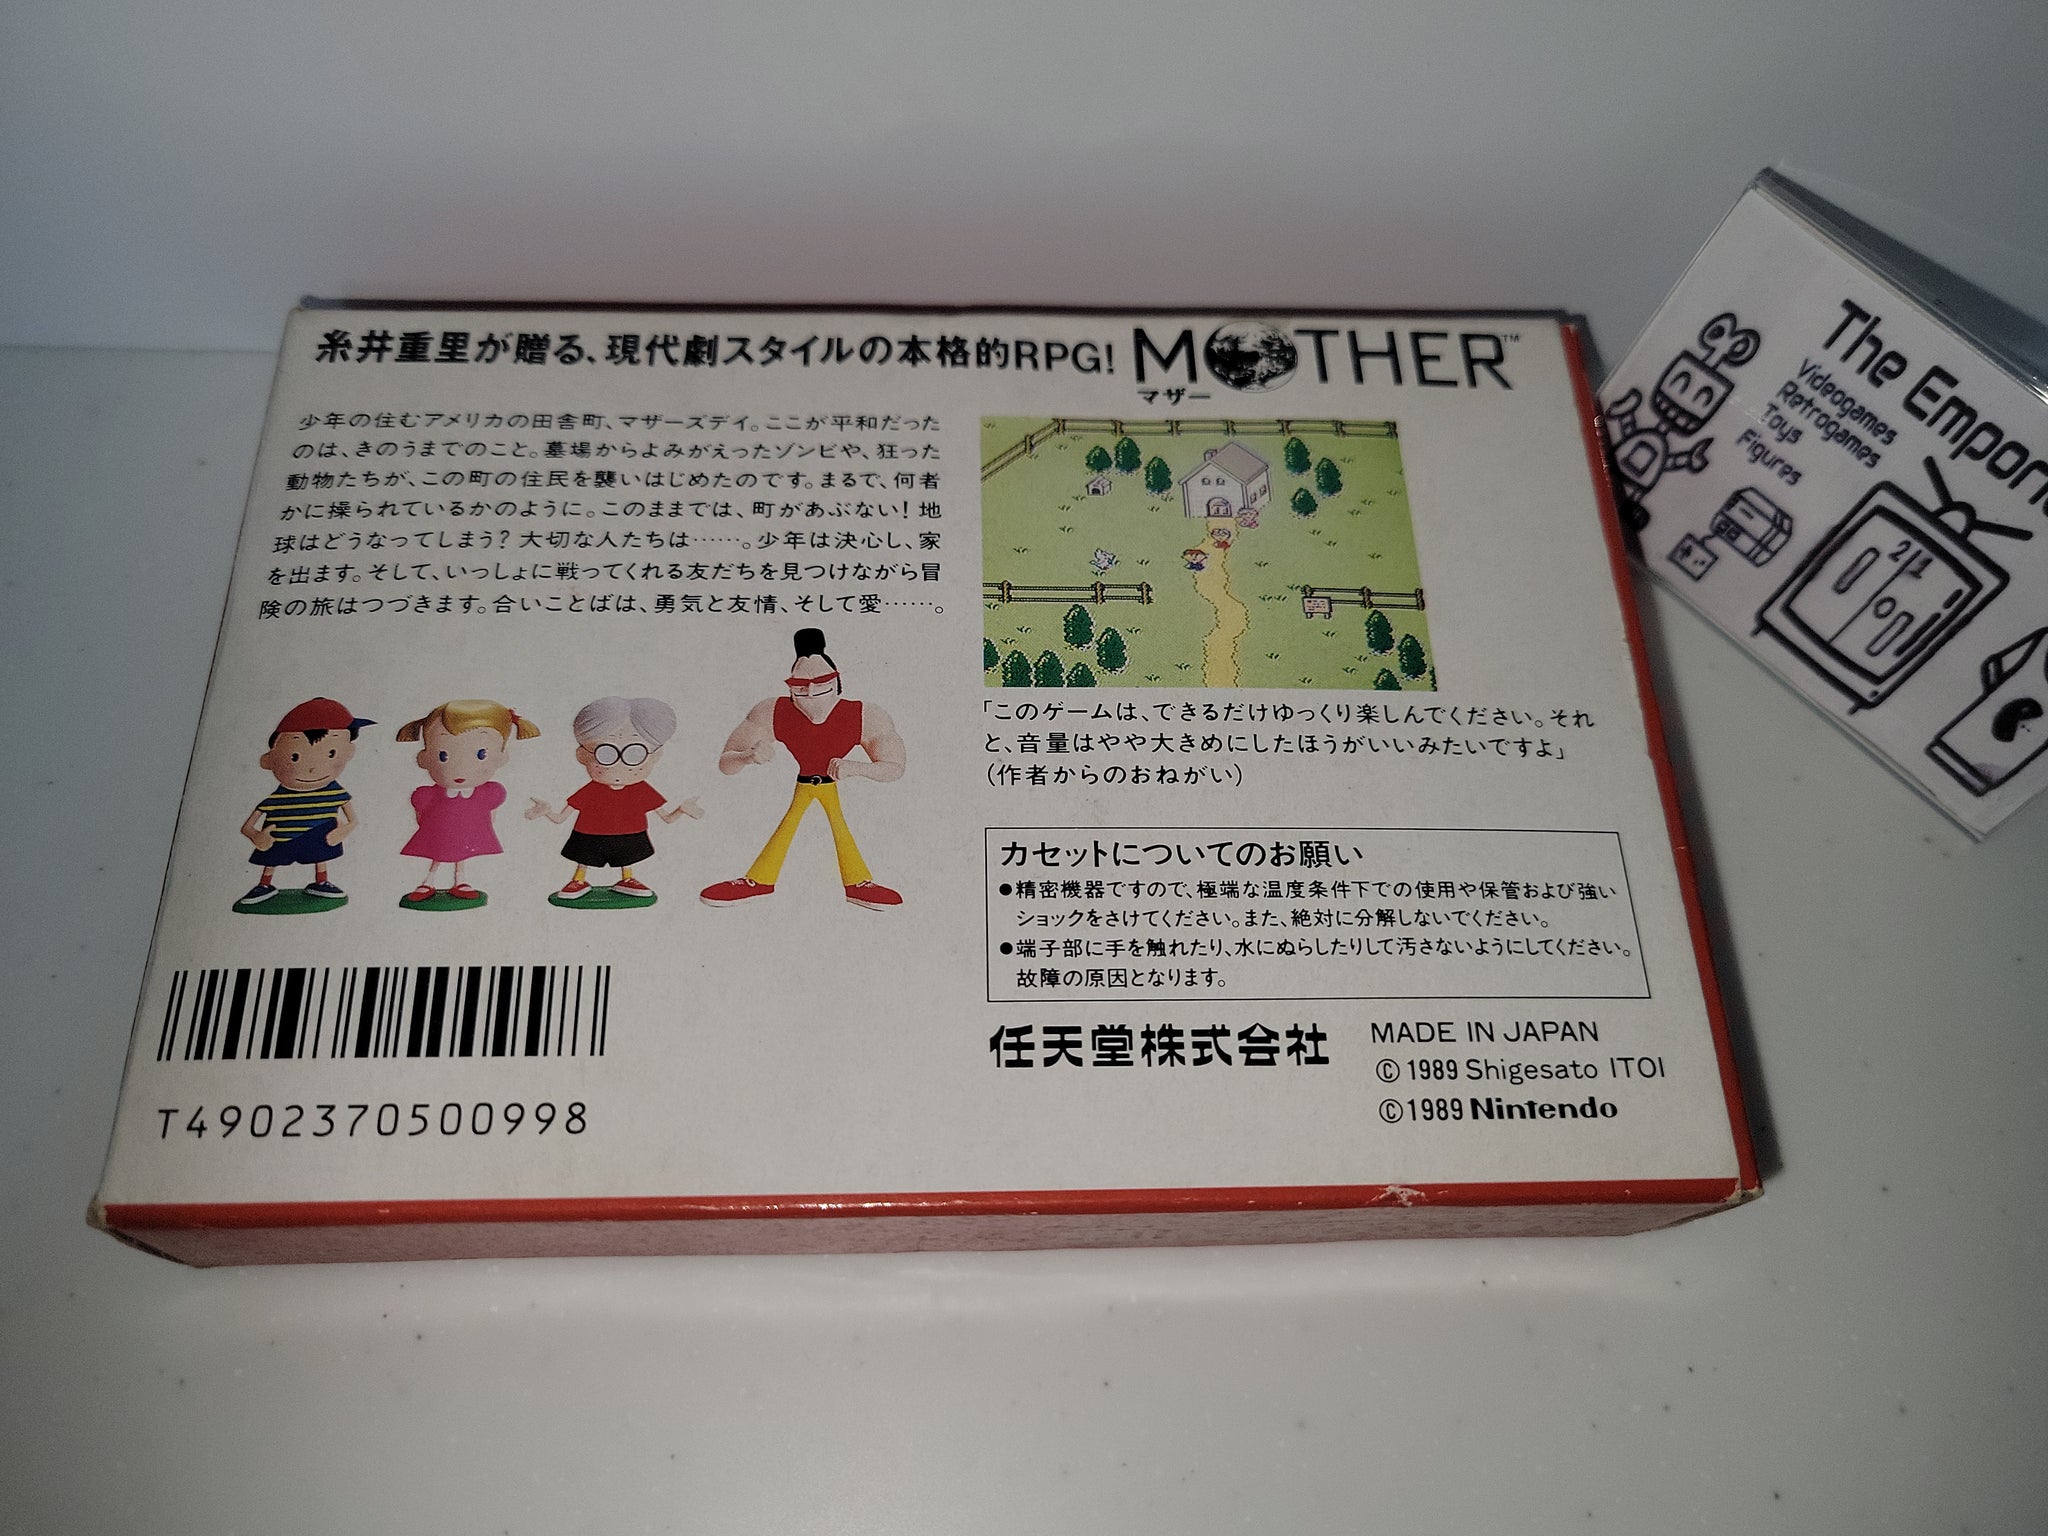 糸井重里が贈る、現代劇スタイルの本格的RPG!
MOTHER™
マザー
少年の住むアメリカの田舎町、マザーズデイ。ここが平和だった
のは、きのうまでのこと。墓場からよみがえったゾンビや、狂った
動物たちが、この町の住民を襲いはじめたのです。まるで、何者
かに操られているかのように。このままでは、町があぶない!地
球はどうなってしまう?大切な人たちは……。少年は決心し、家
を出ます。そして、いっしょに戦ってくれる友だちを見つけながら冒
険の旅はつづきます。合いことばは、勇気と友情、そして愛……。
「このゲームは、できるだけゆっくり楽しんでください。それ
と、音量はやや大きめにしたほうがいいみたいですよ」
(作者からのおねがい)
カセットについてのお願い
●精密機器ですので、極端な温度条件下での使用や保管および強い
ショックをさけてください。また、絶対に分解しないでください。
●端子部に手を触れたり、水にぬらしたりして汚さないようにしてください。
故障の原因となります。
T4902370500998
任天堂株式会社
MADE IN JAPAN
©1989 Shigesato ITOI
©1989 Nintendo
The Empor
Videogames
Retrogames
Toys
Figures
21